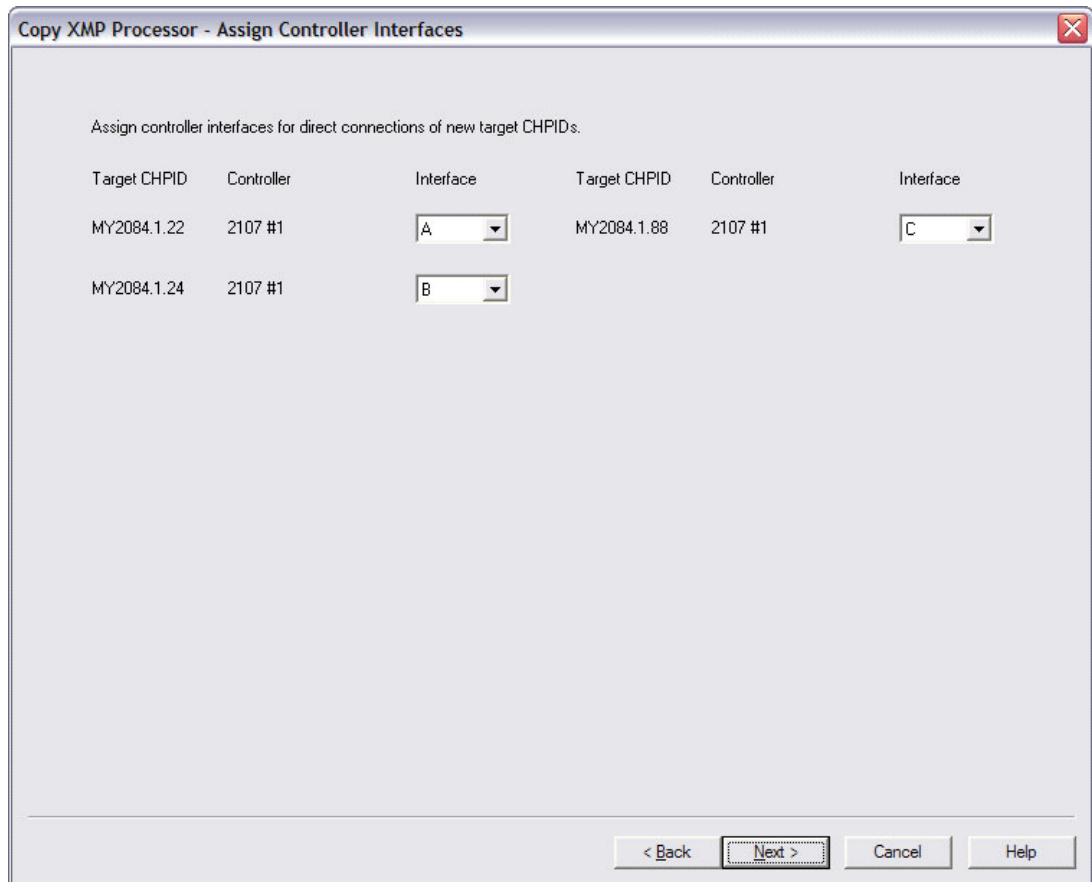 Copy XMP Processor - Assign Controller Interfaces
Assign controller interfaces for direct connections of new target CHPIDs.
Target CHPID Controller Interface Target CHPID Controller Interface
MY2084.1.22 2107 #1 A MY2084.1.88 2107 #1 C
MY2084.1.24 2107 #1 B
< Back Next > Cancel Help